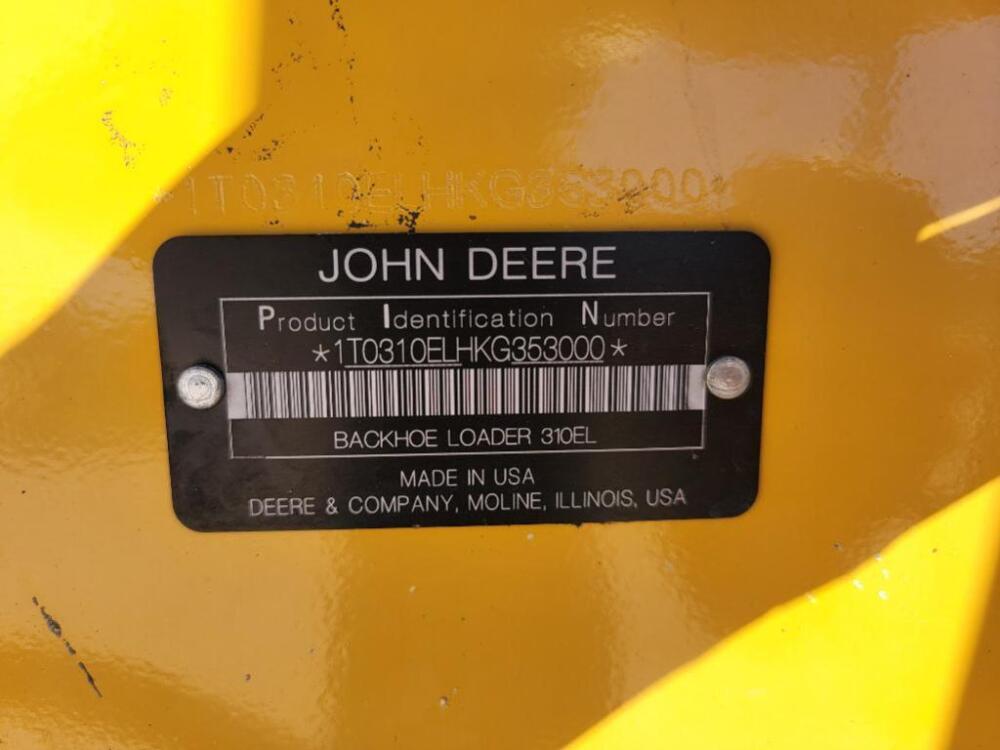 *1T0310ELHKG353000*
JOHN DEERE
Product Identification Number
*1T0310ELHKG353000*
BACKHOE LOADER 310EL
MADE IN USA
DEERE & COMPANY, MOLINE, ILLINOIS, USA